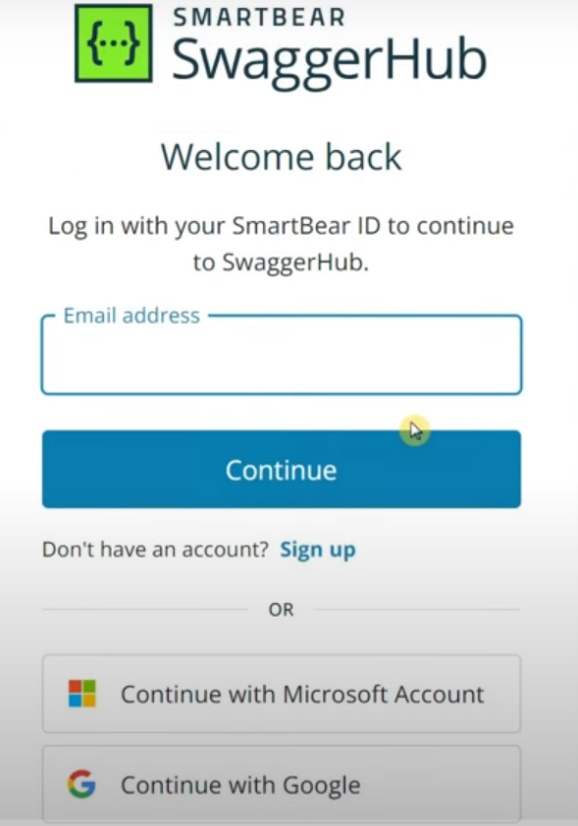 SMARTBEAR
SwaggerHub
Welcome back
Log in with your SmartBear ID to continue
to SwaggerHub.
Email address
Continue
Don't have an account? Sign up
OR
Continue with Microsoft Account
Continue with Google